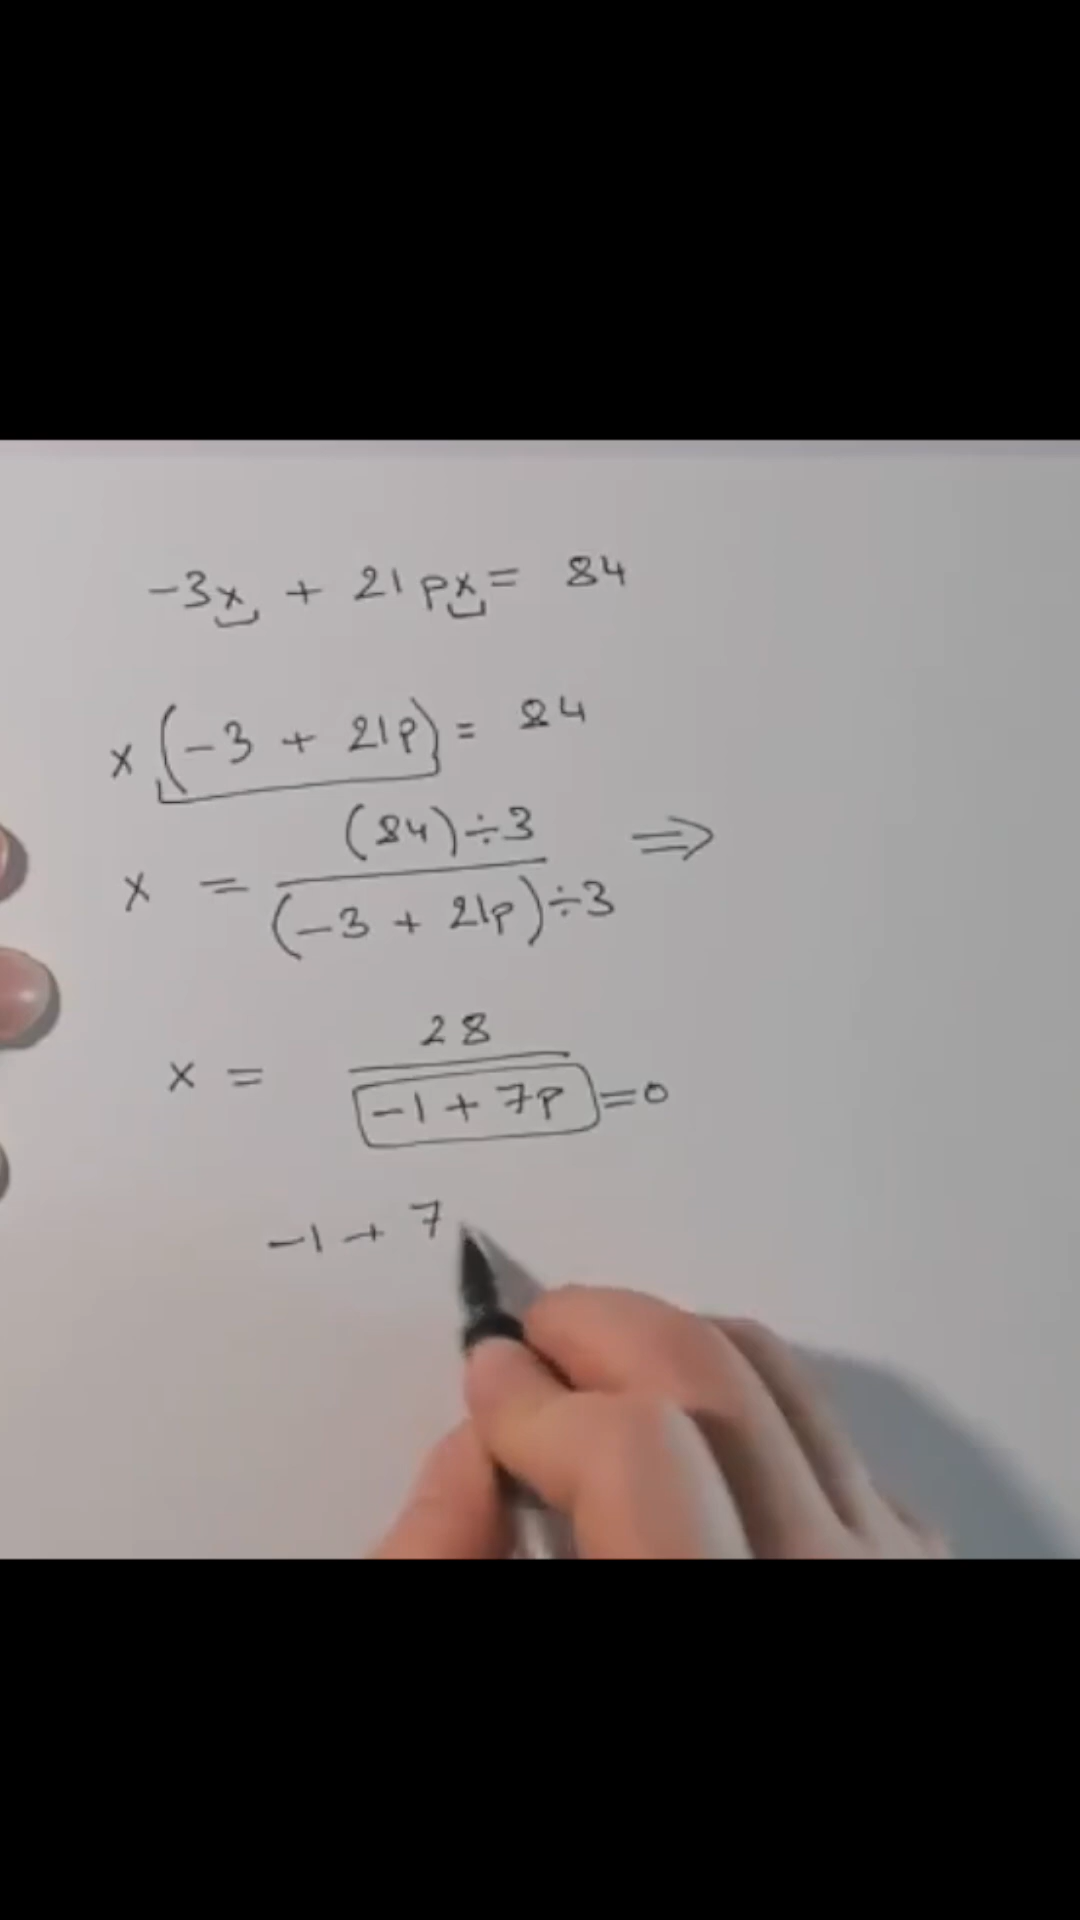 -3x + 21px = 84
x(-3 + 21p) = 84
x = (84)÷3 / (-3 + 21p)÷3 ⇒
x = 28 / -1 + 7p = 0
-1 + 7